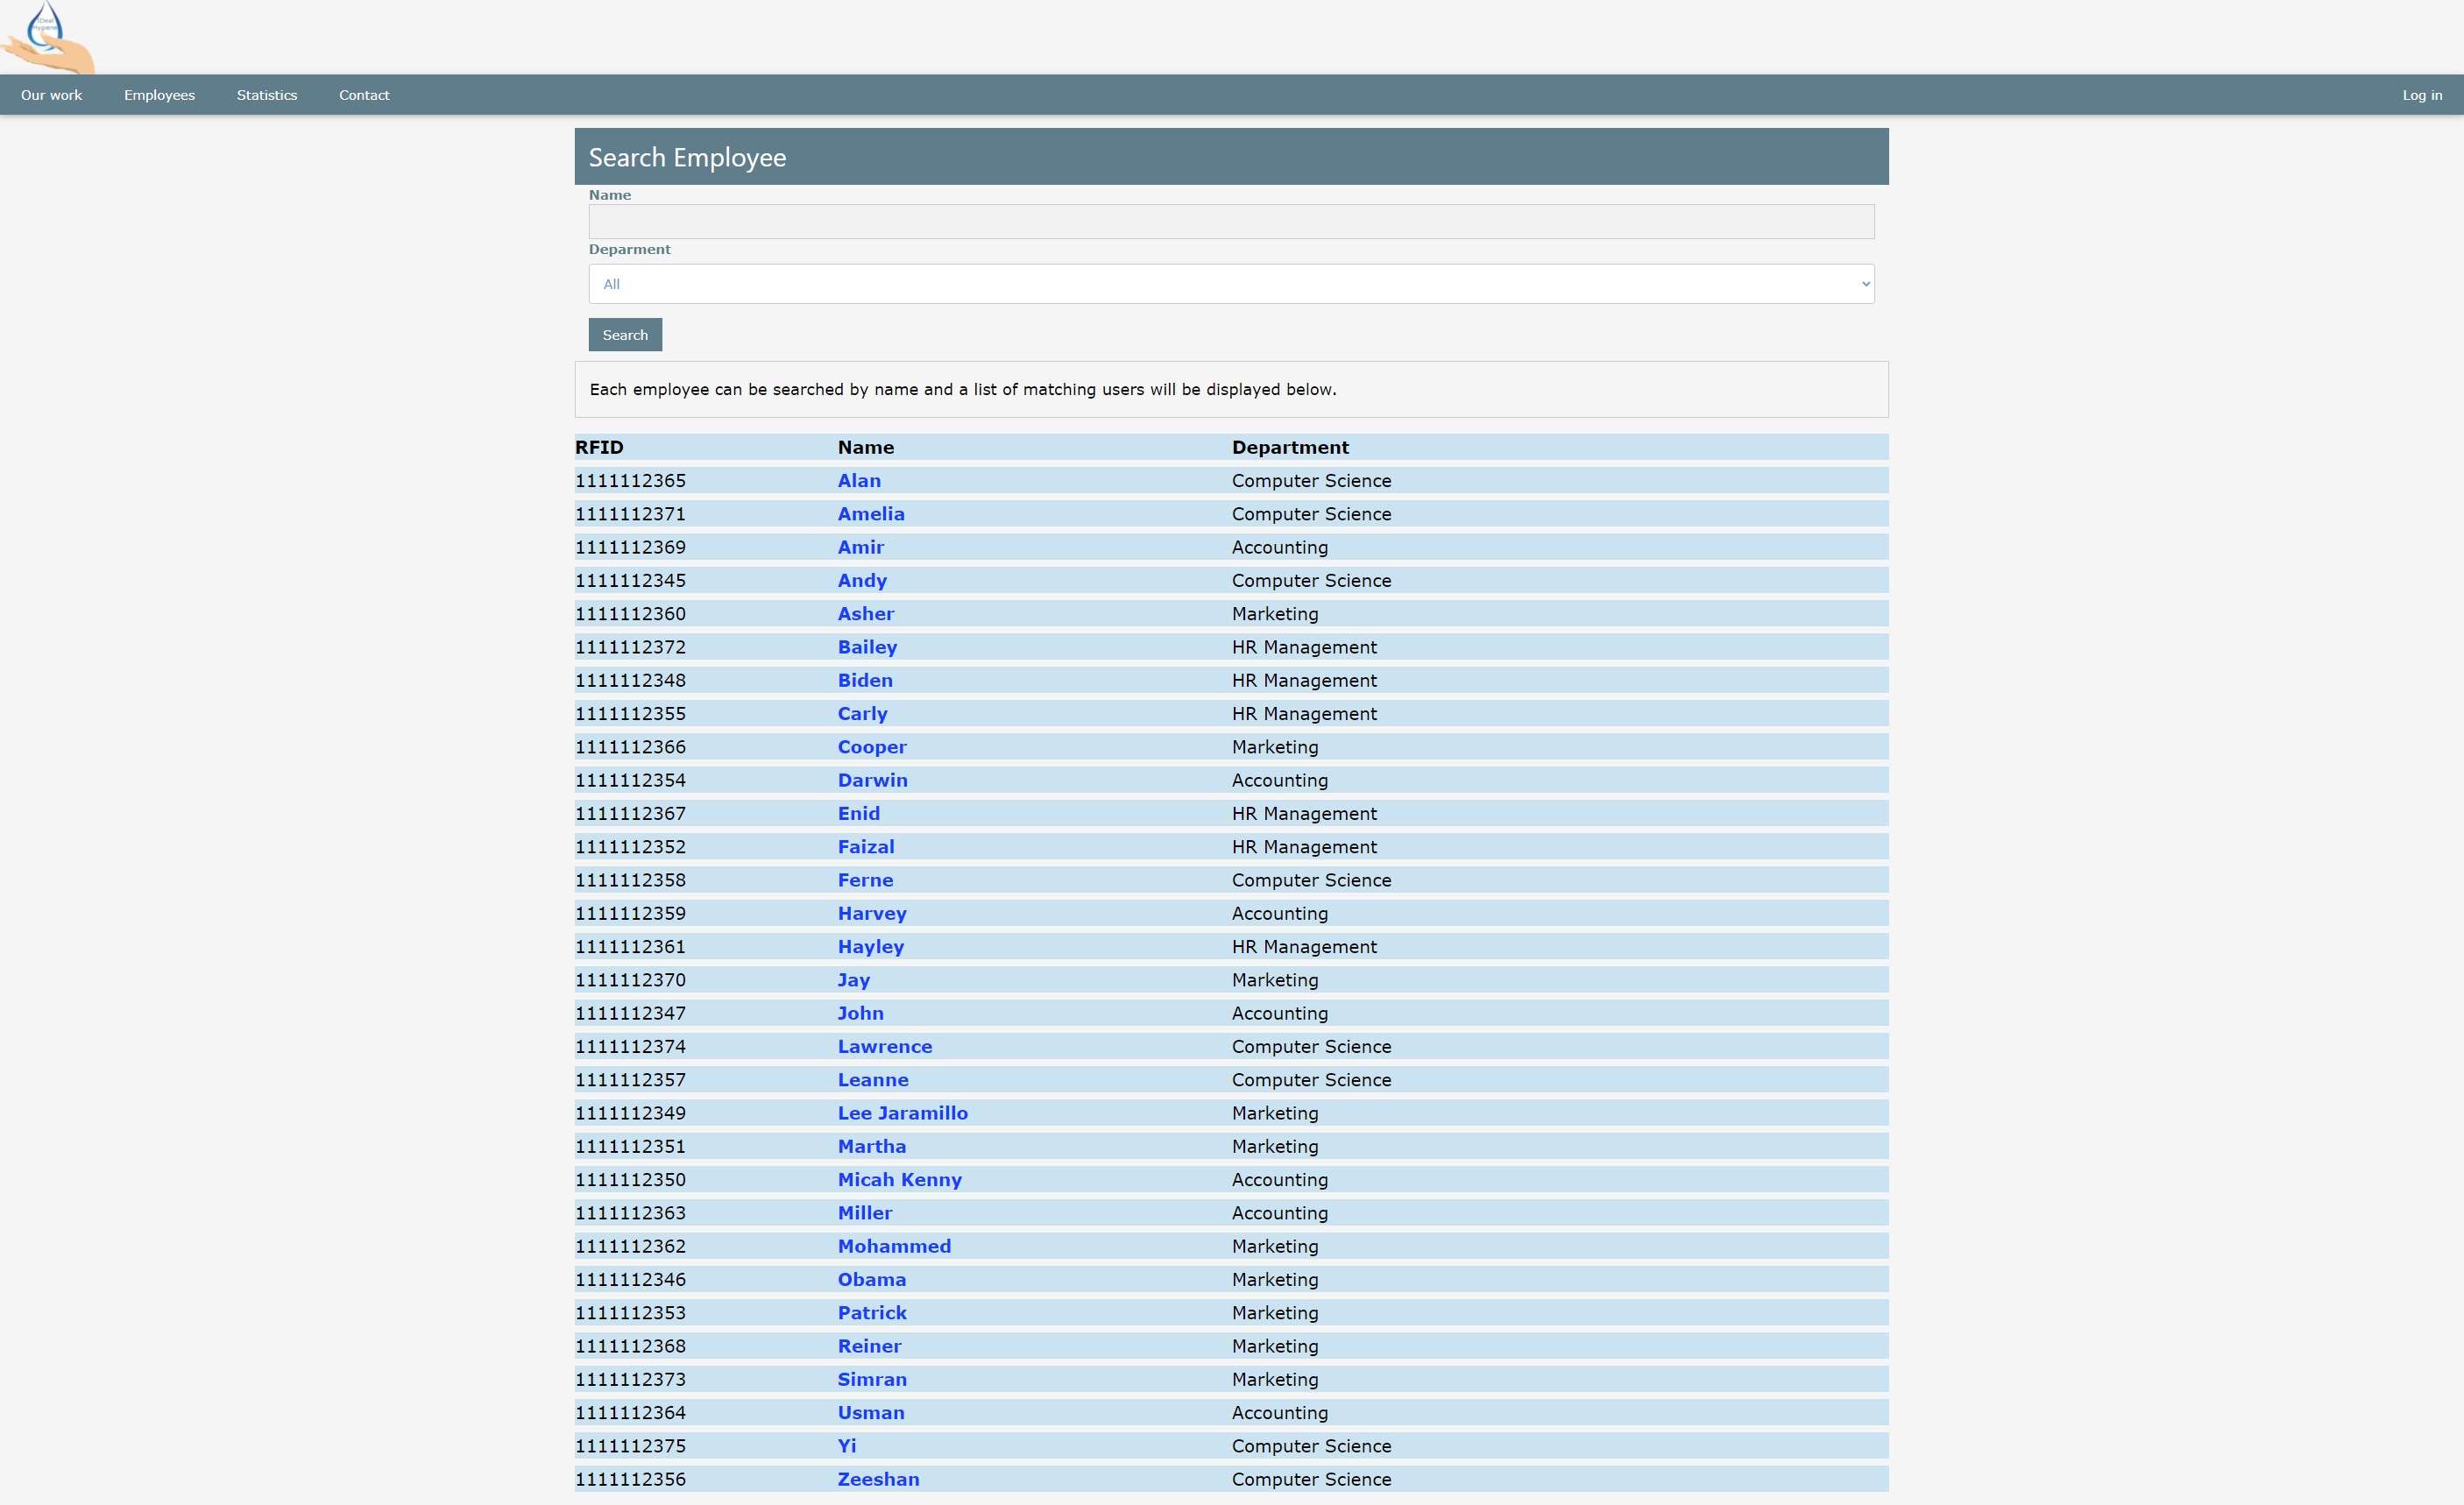 iDeal
Hygiene
Our work Employees Statistics Contact Log in
Search Employee
Name
Deparment
All
Search
Each employee can be searched by name and a list of matching users will be displayed below.
RFID Name Department
1111112365 Alan Computer Science
1111112371 Amelia Computer Science
1111112369 Amir Accounting
1111112345 Andy Computer Science
1111112360 Asher Marketing
1111112372 Bailey HR Management
1111112348 Biden HR Management
1111112355 Carly HR Management
1111112366 Cooper Marketing
1111112354 Darwin Accounting
1111112367 Enid HR Management
1111112352 Faizal HR Management
1111112358 Ferne Computer Science
1111112359 Harvey Accounting
1111112361 Hayley HR Management
1111112370 Jay Marketing
1111112347 John Accounting
1111112374 Lawrence Computer Science
1111112357 Leanne Computer Science
1111112349 Lee Jaramillo Marketing
1111112351 Martha Marketing
1111112350 Micah Kenny Accounting
1111112363 Miller Accounting
1111112362 Mohammed Marketing
1111112346 Obama Marketing
1111112353 Patrick Marketing
1111112368 Reiner Marketing
1111112373 Simran Marketing
1111112364 Usman Accounting
1111112375 Yi Computer Science
1111112356 Zeeshan Computer Science